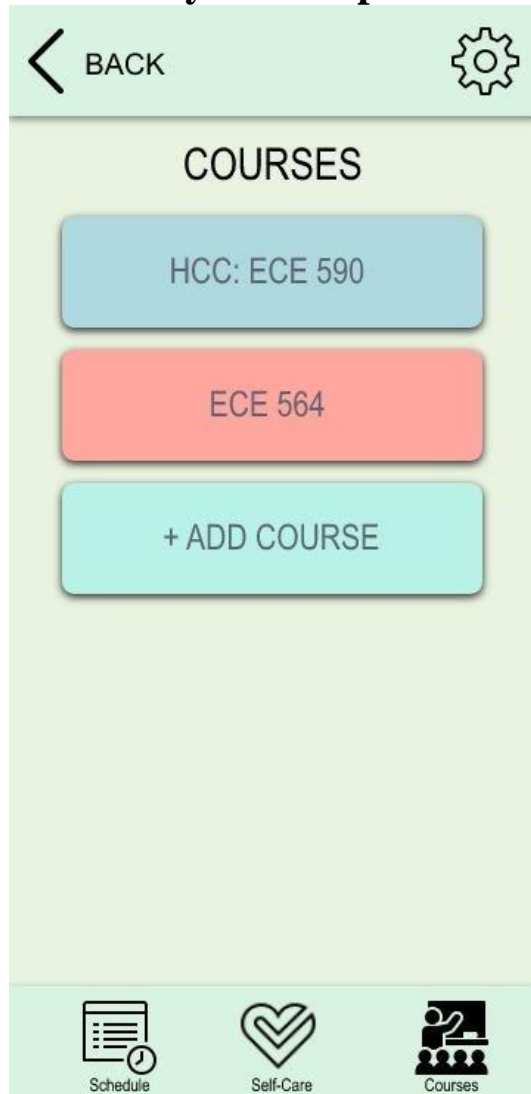 BACK
COURSES
HCC: ECE 590
ECE 564
+ ADD COURSE
Schedule
Self-Care
Courses